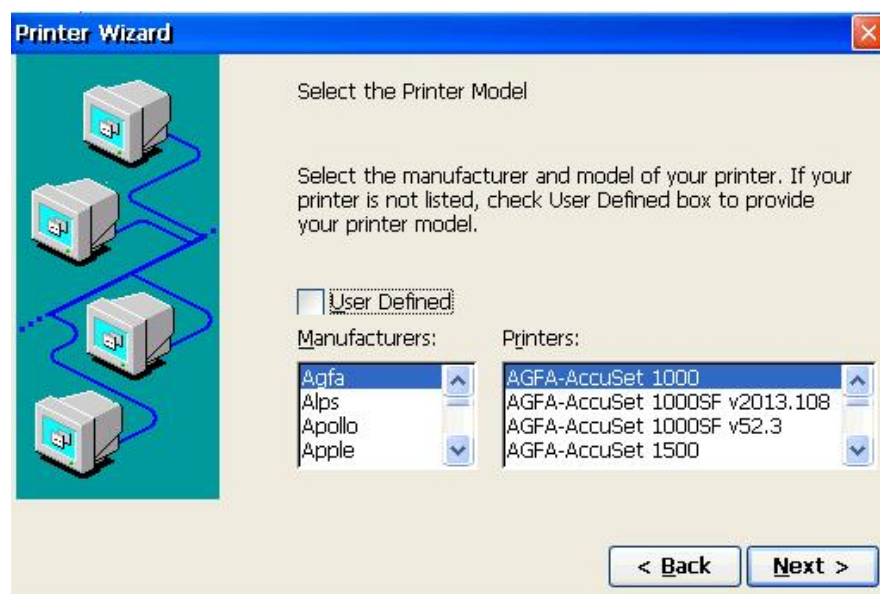 Printer Wizard
Select the Printer Model
Select the manufacturer and model of your printer. If your
printer is not listed, check User Defined box to provide
your printer model.
User Defined
Manufacturers:
Agfa
Alps
Apollo
Apple
Printers:
AGFA-AccuSet 1000
AGFA-AccuSet 1000SF v2013.108
AGFA-AccuSet 1000SF v52.3
AGFA-AccuSet 1500
< Back
Next >